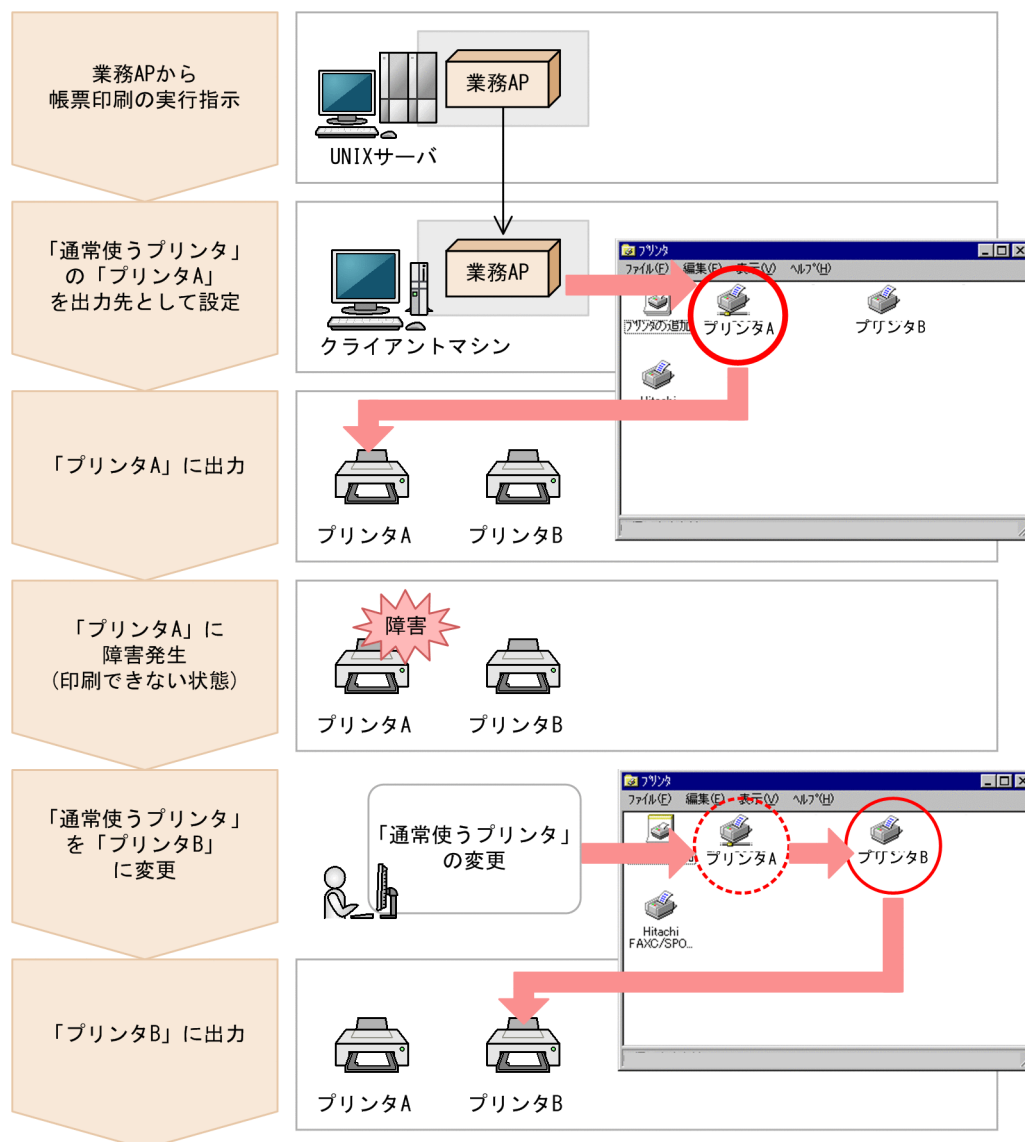 業務APから
帳票印刷の実行指示
業務AP
UNIXサーバ
「通常使うプリンタ」
の「プリンタA」
を出力先として設定
業務AP
クライアントマシン
プリンタ
ファイル(F) 編集(E) 表示(V) ヘルプ(H)
プリンタの追加
プリンタA
プリンタB
Hitachi
「プリンタA」に出力
プリンタA
プリンタB
「プリンタA」に
障害発生
(印刷できない状態)
障害
プリンタA
プリンタB
「通常使うプリンタ」
を「プリンタB」
に変更
「通常使うプリンタ」
の変更
プリンタ
ファイル(F) 編集(E) 表示(V) ヘルプ(H)
プリンタA
プリンタB
Hitachi
FAXC/SPO...
「プリンタB」に出力
プリンタA
プリンタB